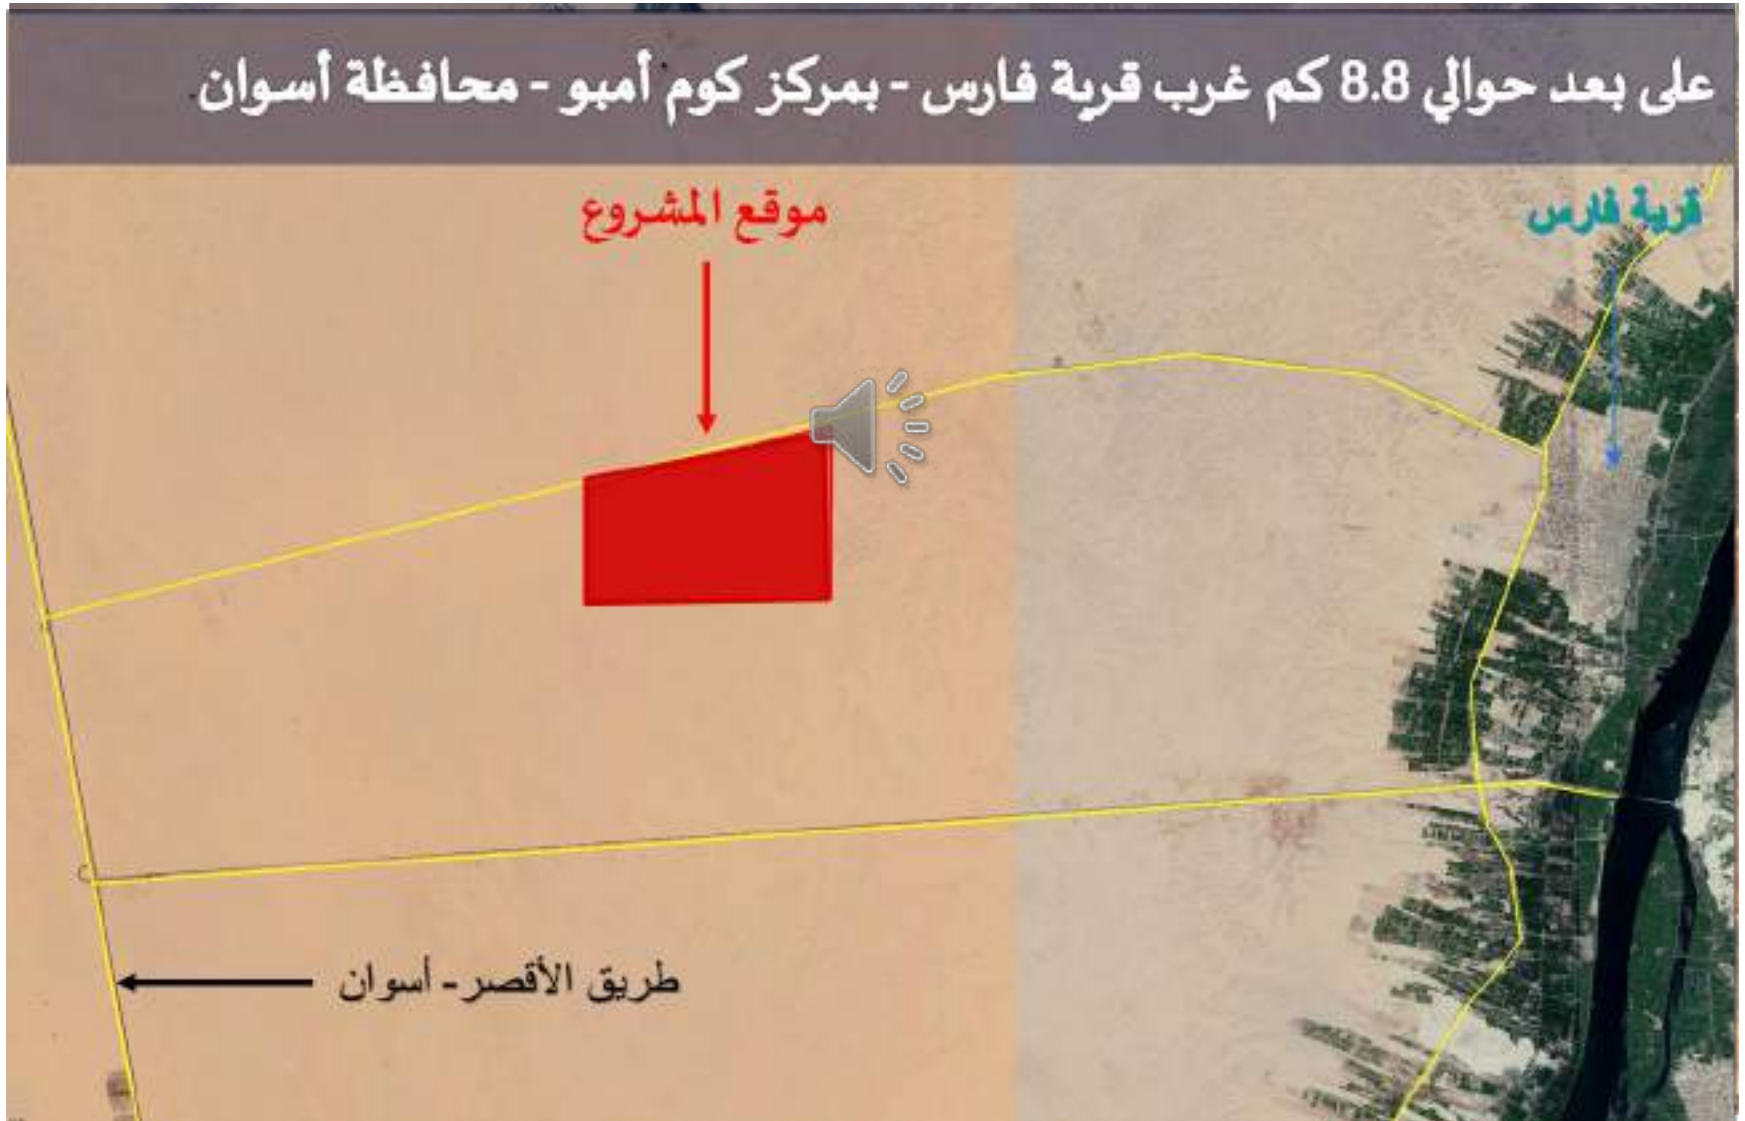 على بعد حوالي 8.8 كم غرب قرية فارس - بمركز كوم أمبو - محافظة أسوان.
قرية فارس
موقع المشروع
طريق الأقصر - أسوان